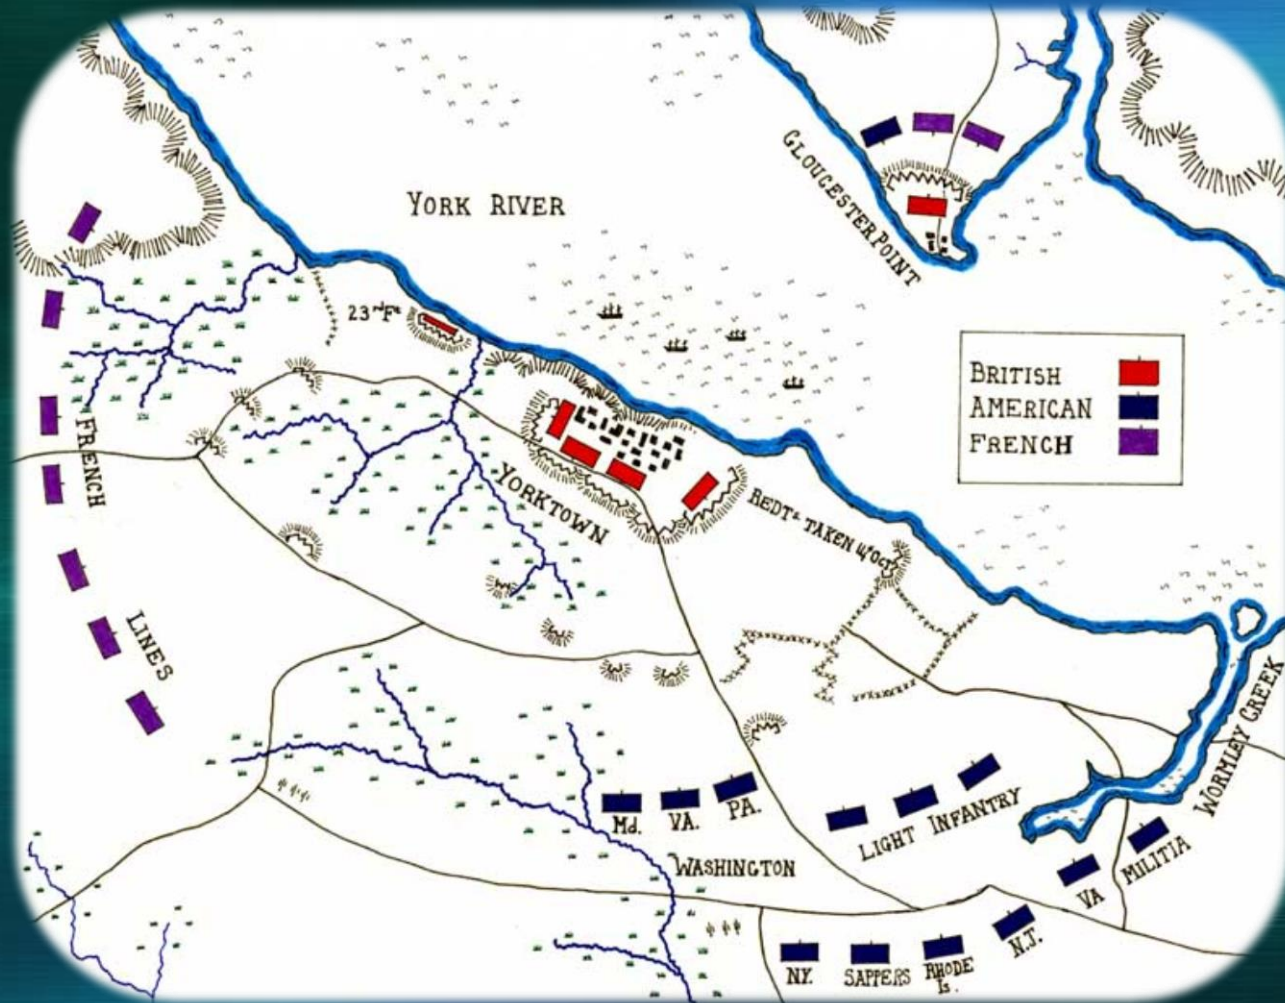 YORK RIVER
GLOUCESTER POINT
23rd Ft
BRITISH
AMERICAN
FRENCH
FRENCH
LINES
YORKTOWN
REDTS TAKEN 14 OCT
WORMLEY CREEK
Md.
VA.
PA.
LIGHT INFANTRY
WASHINGTON
VA
MILITIA
NY.
SAPPERS
RHODE
Is.
N.J.